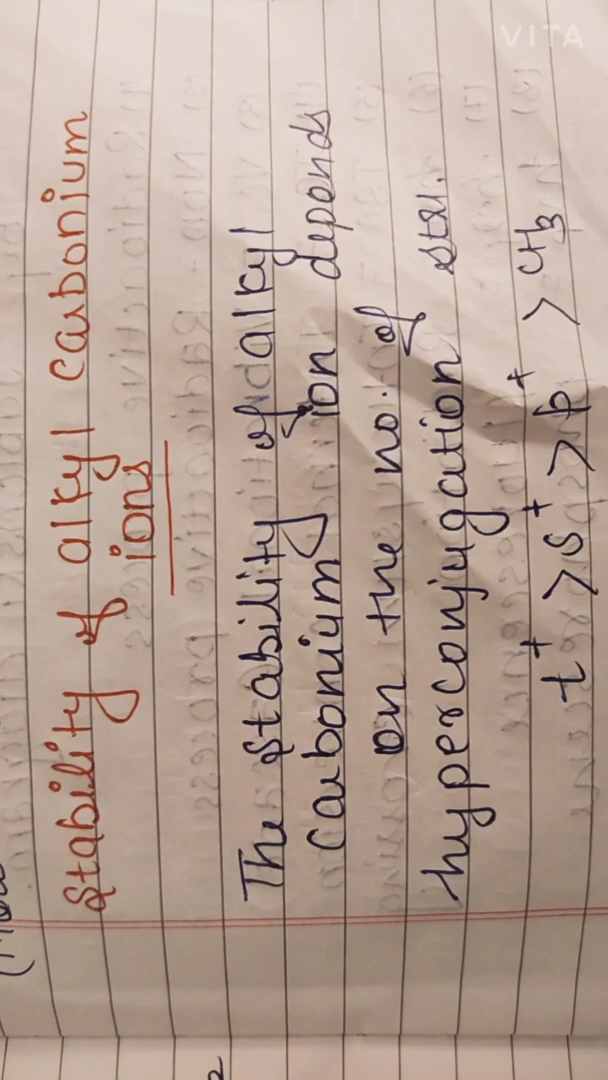 VITA
Stability of alkyl carbonium
ions
The stability of alkyl
carbonium ion depends
on the no. of
hyperconjugation str.
t⁺ > s⁺ > p⁺ > CH₃